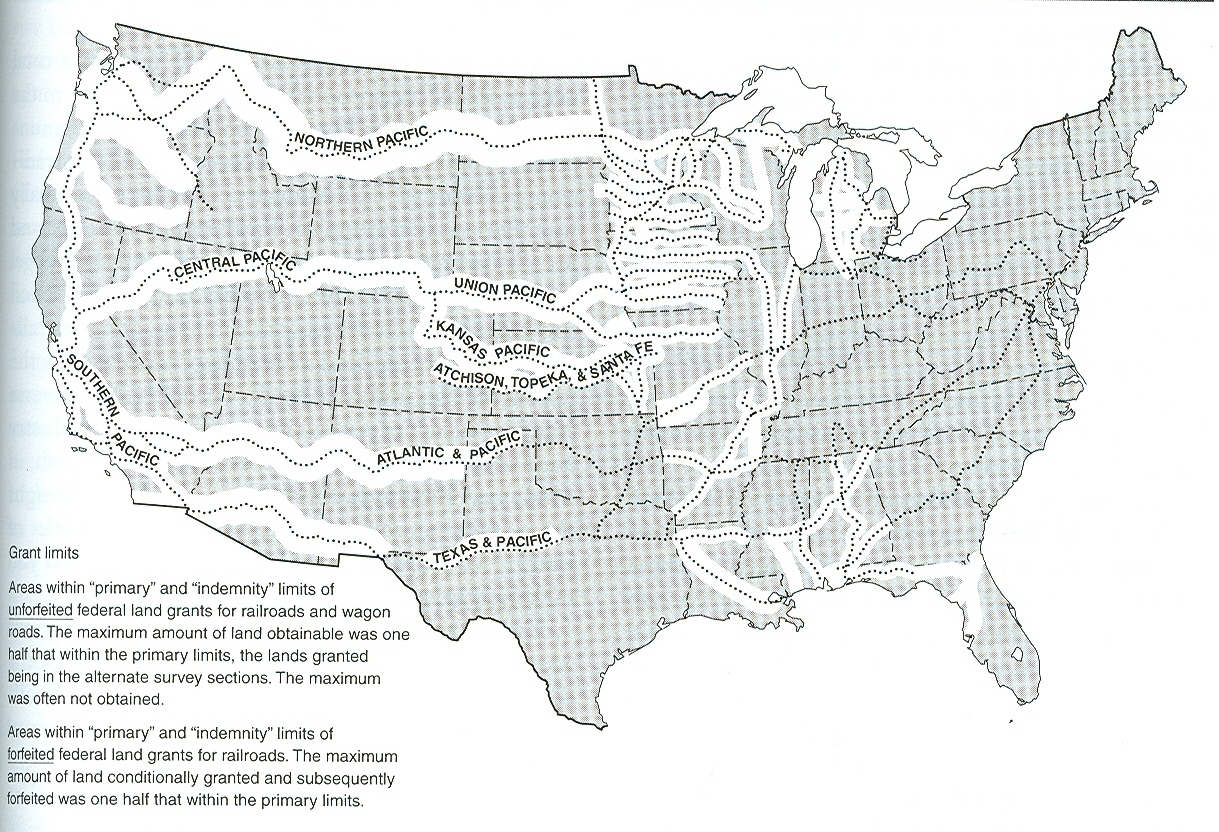 NORTHERN PACIFIC
CENTRAL PACIFIC
UNION PACIFIC
KANSAS PACIFIC
ATCHISON, TOPEKA, & SANTA FE
SOUTHERN PACIFIC
ATLANTIC & PACIFIC
TEXAS & PACIFIC
Grant limits
Areas within “primary” and “indemnity” limits of
unforfeited federal land grants for railroads and wagon
roads. The maximum amount of land obtainable was one
half that within the primary limits, the lands granted
being in the alternate survey sections. The maximum
was often not obtained.
Areas within “primary” and “indemnity” limits of
forfeited federal land grants for railroads. The maximum
amount of land conditionally granted and subsequently
forfeited was one half that within the primary limits.